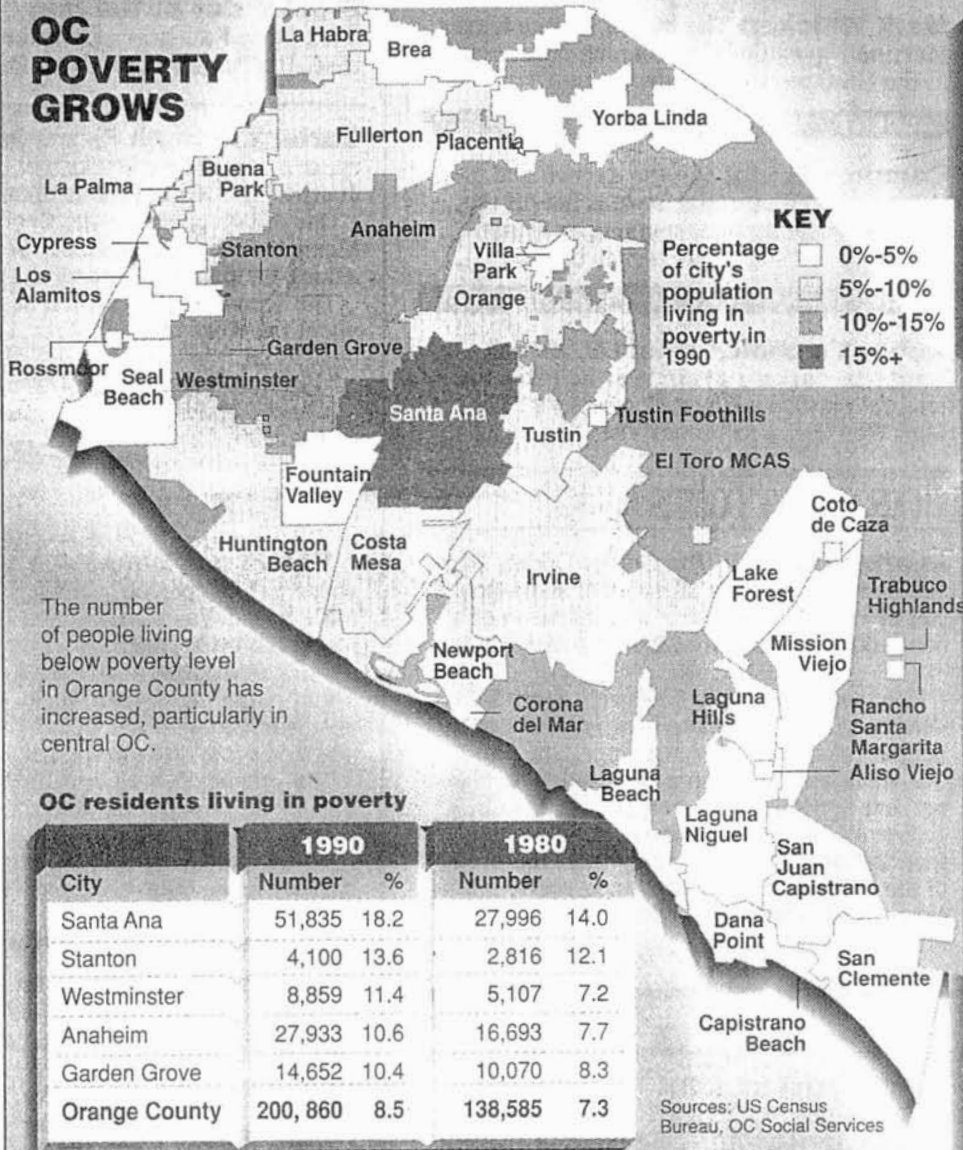 OC
POVERTY
GROWS
La Habra
Brea
Yorba Linda
Fullerton
Placentia
Buena
Park
La Palma
Anaheim
Cypress
Stanton
Los
Alamitos
Villa
Park
Orange
KEY
Percentage
of city's
population
living in
poverty, in
1990
0%-5%
5%-10%
10%-15%
15%+
Garden Grove
Rossmoor
Seal
Beach
Westminster
Santa Ana
Tustin Foothills
Tustin
El Toro MCAS
Fountain
Valley
Coto
de Caza
Huntington
Beach
Costa
Mesa
Irvine
Lake
Forest
Trabuco
Highlands
The number
of people living
below poverty level
in Orange County has
increased, particularly in
central OC.
Newport
Beach
Mission
Viejo
Corona
del Mar
Laguna
Hills
Rancho
Santa
Margarita
Aliso Viejo
Laguna
Beach
Laguna
Niguel
San
Juan
Capistrano
Dana
Point
San
Clemente
Capistrano
Beach
OC residents living in poverty
1990 1980
City Number % Number %
Santa Ana 51,835 18.2 27,996 14.0
Stanton 4,100 13.6 2,816 12.1
Westminster 8,859 11.4 5,107 7.2
Anaheim 27,933 10.6 16,693 7.7
Garden Grove 14,652 10.4 10,070 8.3
Orange County 200, 860 8.5 138,585 7.3
Sources: US Census
Bureau, OC Social Services